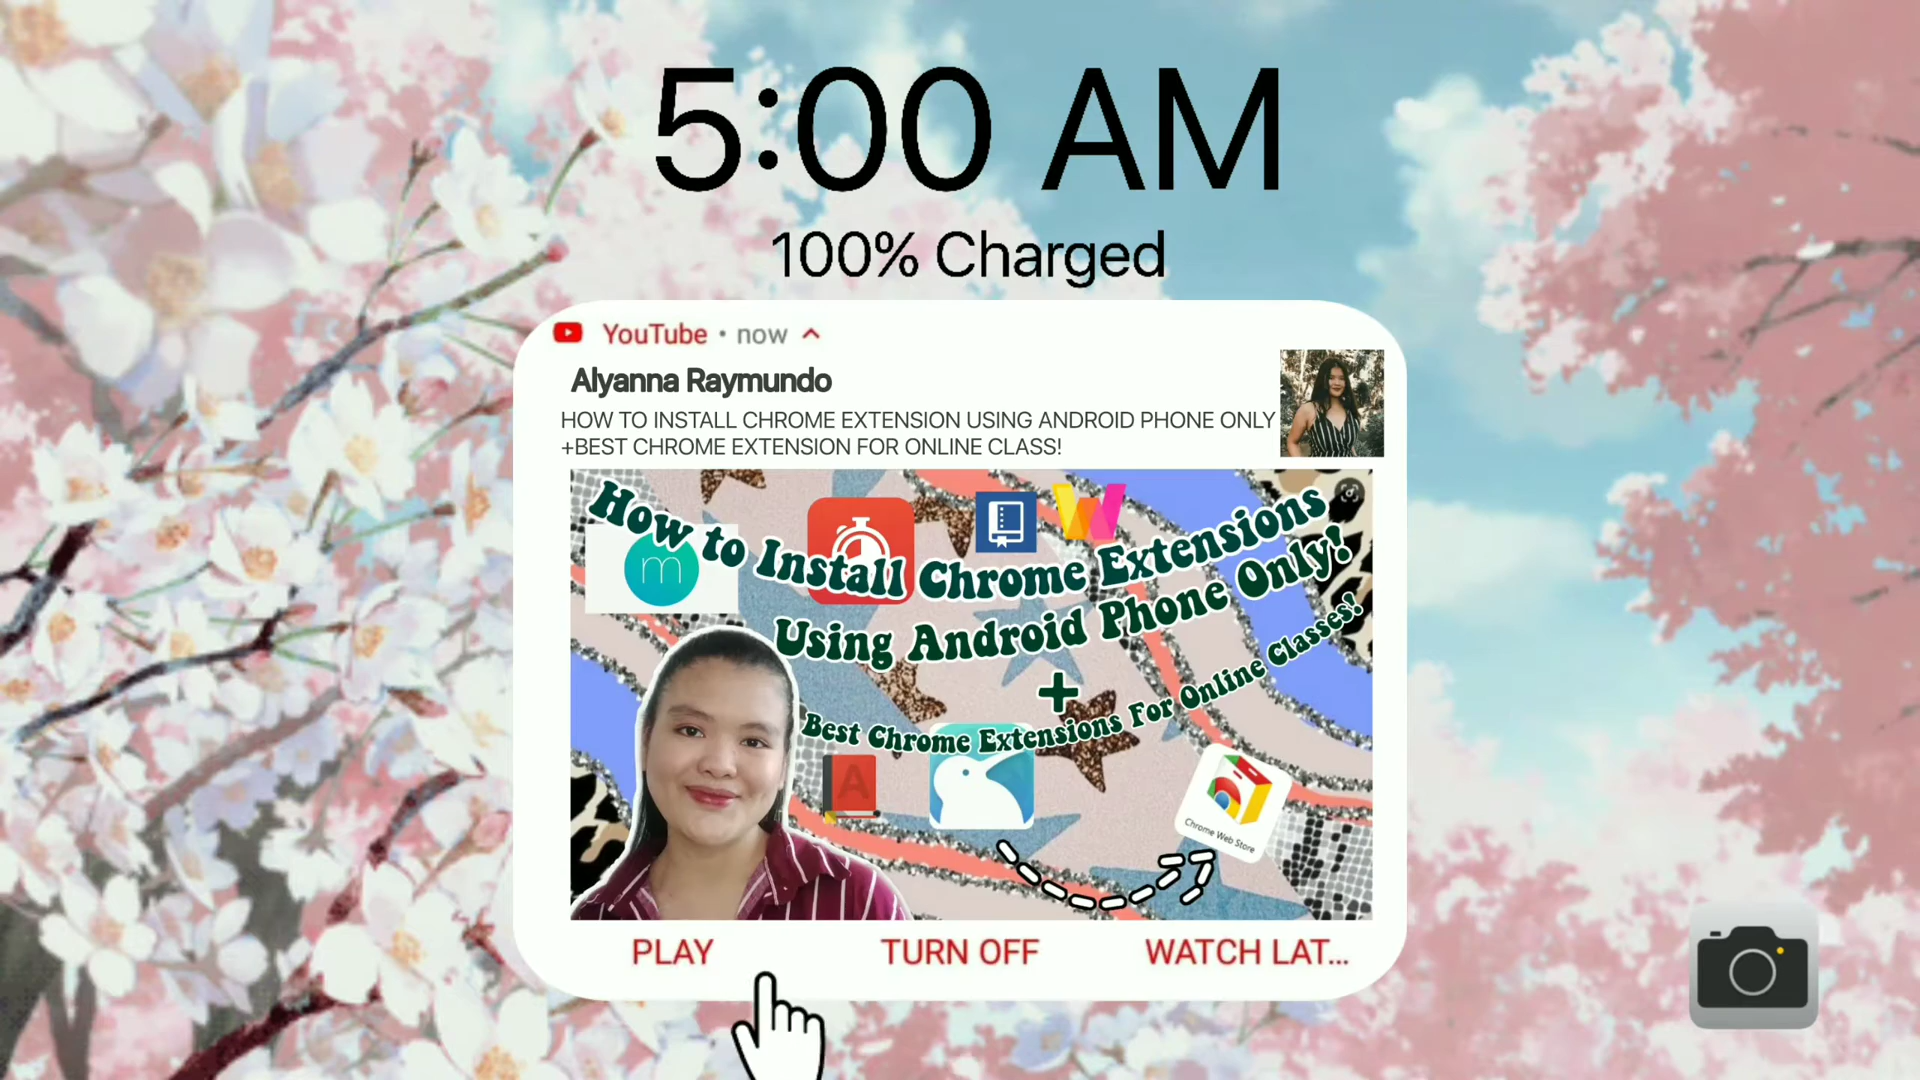 5:00 AM
100% Charged
YouTube • now
Alyanna Raymundo
HOW TO INSTALL CHROME EXTENSION USING ANDROID PHONE ONLY
+BEST CHROME EXTENSION FOR ONLINE CLASS!
How to Install Chrome Extensions
m
Using Android Phone Only!
+
Best Chrome Extensions For Online Classes!
A
Chrome Web Store
PLAY
TURN OFF
WATCH LAT...